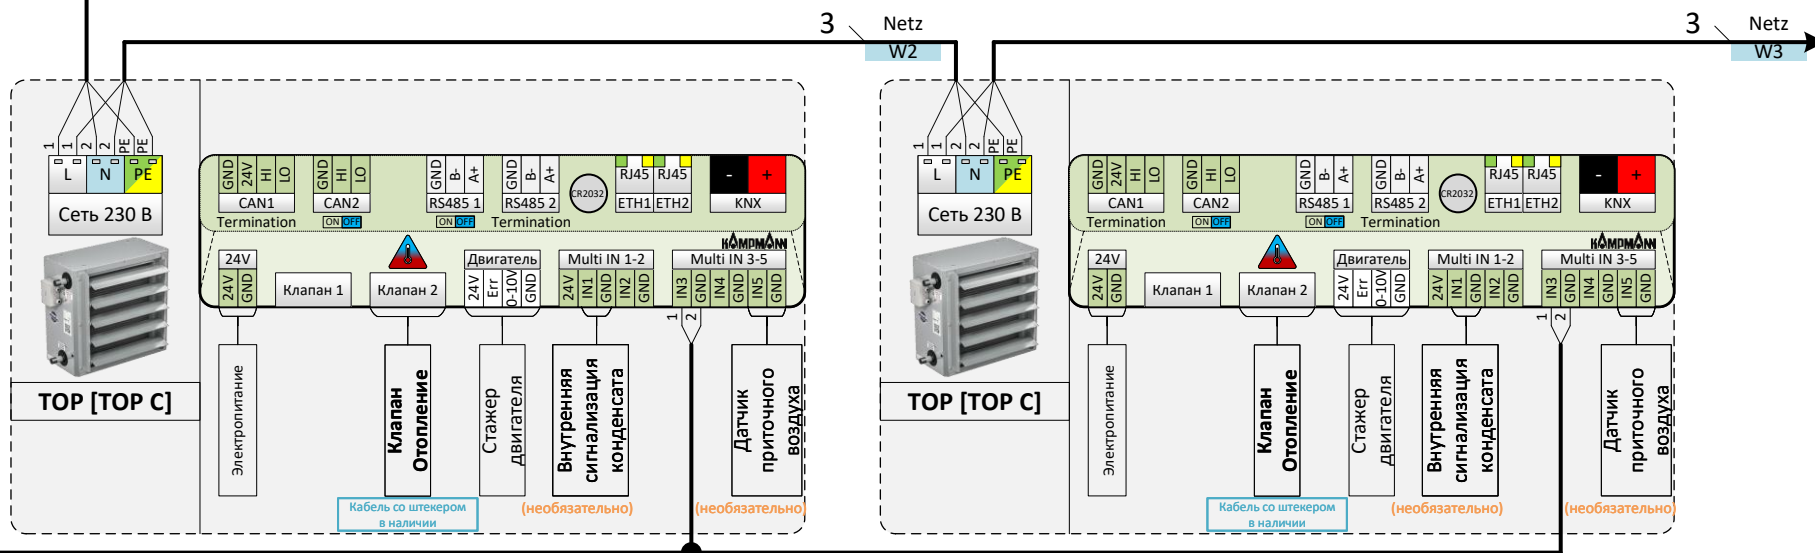 3 Netz
W2
3 Netz
W3
1 1 2 2 PE PE
L N PE
Сеть 230 В
GND 24V HI LO
CAN1
GND HI LO
CAN2
GND B- A+
RS485 1
GND B- A+
RS485 2
CR2032
RJ45 RJ45
ETH1 ETH2
- +
KNX
Termination ON OFF ON OFF Termination
KAMPMANN
24V
24V GND
Клапан 1
Клапан 2
Двигатель
24V Err 0-10V GND
Multi IN 1-2
24V IN1 GND IN2 GND
Multi IN 3-5
IN3 GND IN4 GND IN5 GND
1 2
TOP [TOP C]
Электропитание
Клапан
Отопление
Стажер
двигателя
Внутренняя
сигнализация
конденсата
Датчик
приточного
воздуха
Кабель со штекером
в наличии
(необязательно)
(необязательно)
1 1 2 2 PE PE
L N PE
Сеть 230 В
GND 24V HI LO
CAN1
GND HI LO
CAN2
GND B- A+
RS485 1
GND B- A+
RS485 2
CR2032
RJ45 RJ45
ETH1 ETH2
- +
KNX
Termination ON OFF ON OFF Termination
KAMPMANN
24V
24V GND
Клапан 1
Клапан 2
Двигатель
24V Err 0-10V GND
Multi IN 1-2
24V IN1 GND IN2 GND
Multi IN 3-5
IN3 GND IN4 GND IN5 GND
1 2
TOP [TOP C]
Электропитание
Клапан
Отопление
Стажер
двигателя
Внутренняя
сигнализация
конденсата
Датчик
приточного
воздуха
Кабель со штекером
в наличии
(необязательно)
(необязательно)